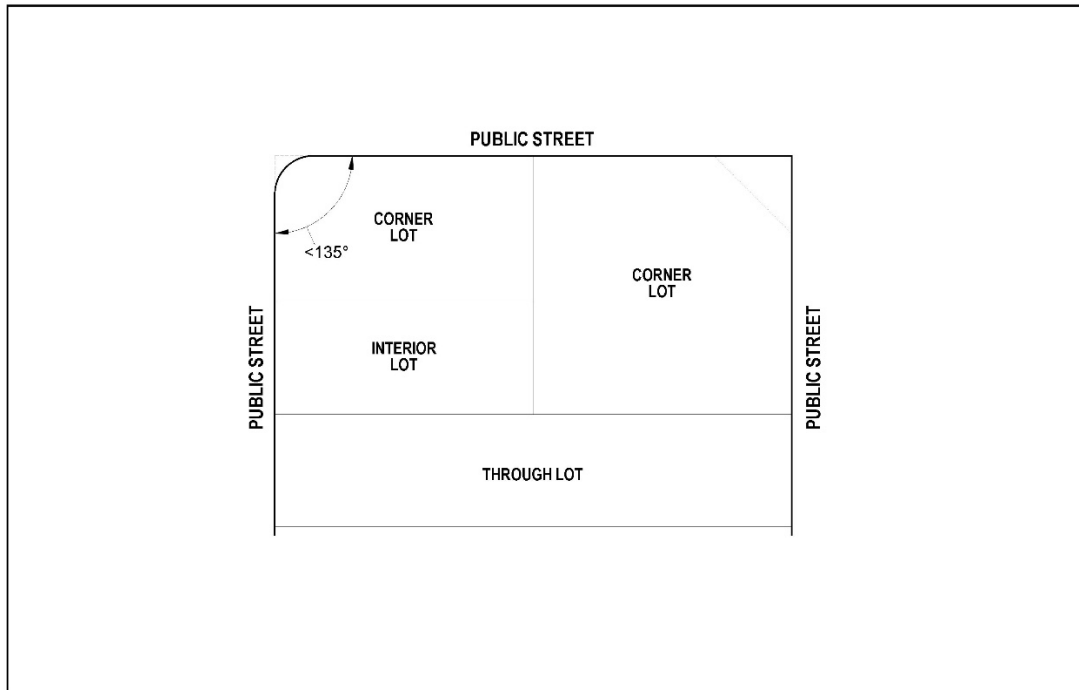 PUBLIC STREET
CORNER
LOT
<135°
CORNER
LOT
INTERIOR
LOT
PUBLIC STREET
PUBLIC STREET
THROUGH LOT